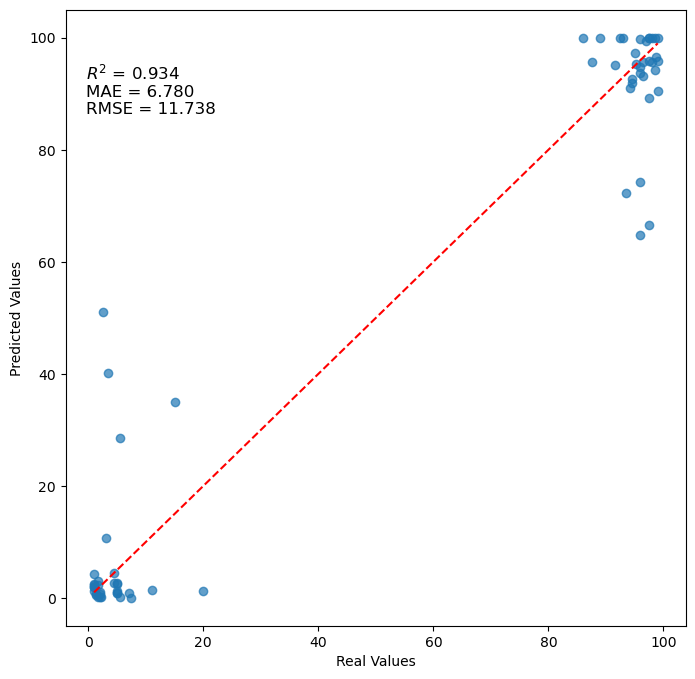 R² = 0.934
MAE = 6.780
RMSE = 11.738
Predicted Values
100
80
60
40
20
0
0 20 40 60 80 100
Real Values